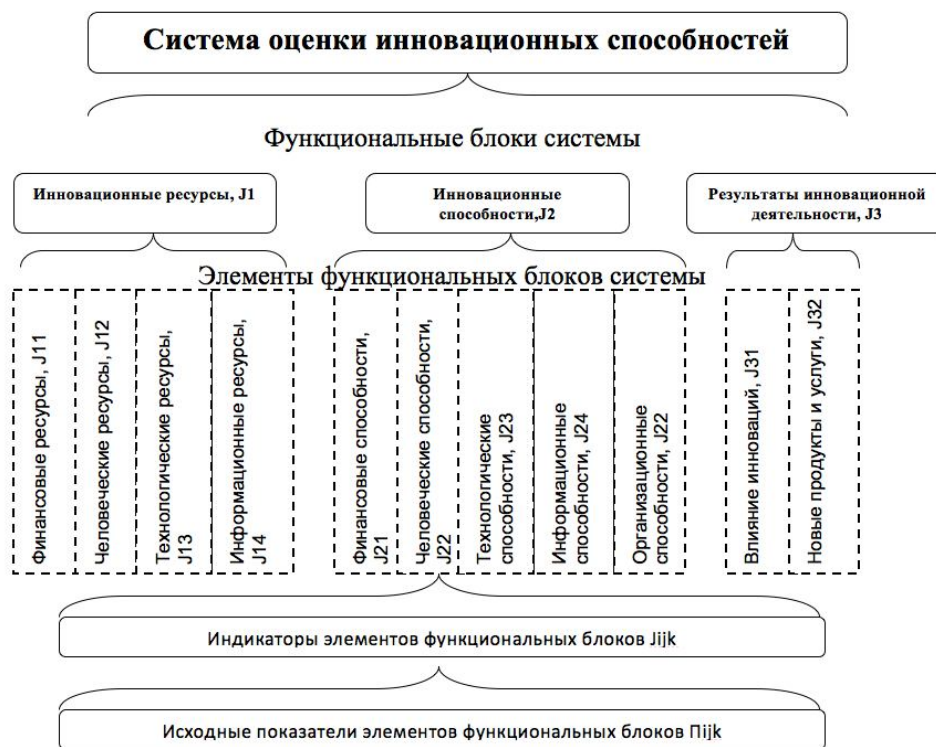 Система оценки инновационных способностей
Функциональные блоки системы
Инновационные ресурсы, J1
Инновационные
способности,J2
Результаты инновационной
деятельности, J3
Элементы функциональных блоков системы
Финансовые ресурсы, J11
Человеческие ресурсы, J12
Технологические ресурсы,
J13
Информационные ресурсы,
J14
Финансовые способности,
J21
Человеческие способности,
J22
Технологические
способности, J23
Информационные
способности, J24
Организационные
способности, J22
Влияние инноваций, J31
Новые продукты и услуги, J32
Индикаторы элементов функциональных блоков Jijk
Исходные показатели элементов функциональных блоков Пijk